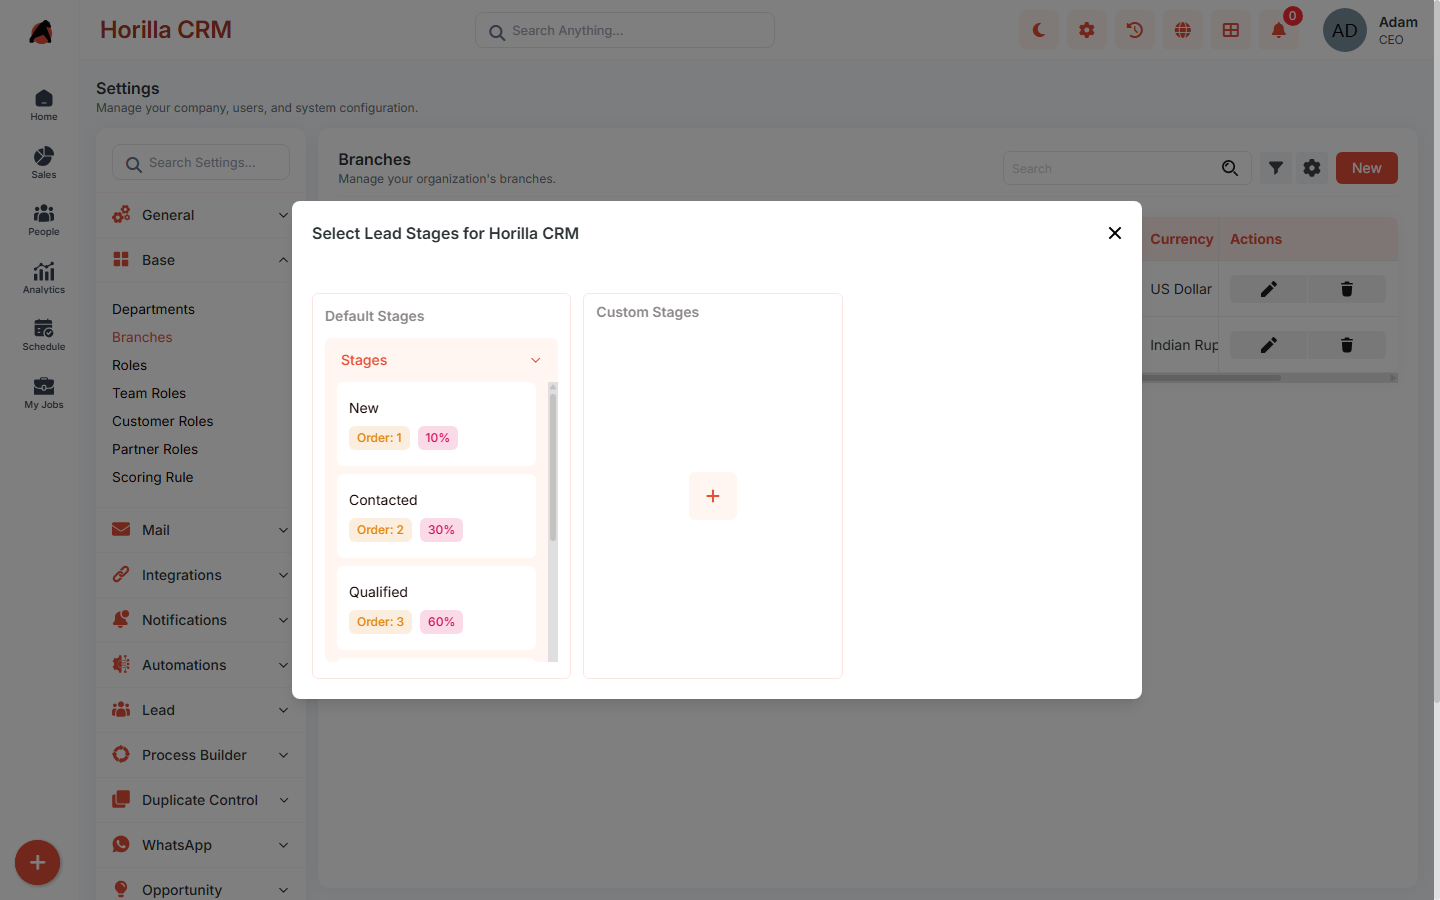 Horilla CRM
Search Anything...
0
AD
Adam
CEO
Home
Sales
People
Analytics
Schedule
My Jobs
Settings
Manage your company, users, and system configuration.
Search Settings...
General
Base
Departments
Branches
Roles
Team Roles
Customer Roles
Partner Roles
Scoring Rule
Mail
Integrations
Notifications
Automations
Lead
Process Builder
Duplicate Control
WhatsApp
Opportunity
Branches
Manage your organization's branches.
Search
New
Currency
Actions
US Dollar
Indian Rup
Select Lead Stages for Horilla CRM
Default Stages
Stages
New
Order: 1 10%
Contacted
Order: 2 30%
Qualified
Order: 3 60%
Custom Stages